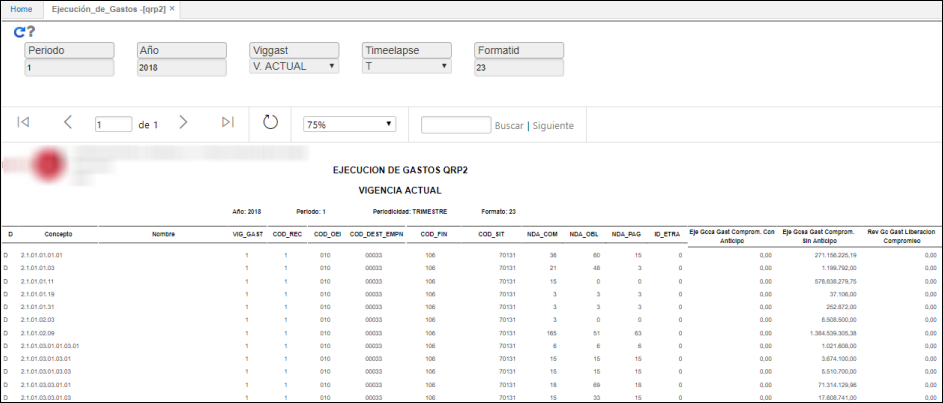 Home Ejecución_de_Gastos -[qrp2] ×
Periodo Año Viggast Timeelapse Formatid
1 2018 V. ACTUAL T 23
1 de 1 75% Buscar | Siguiente
EJECUCION DE GASTOS QRP2
VIGENCIA ACTUAL
Año: 2018 Periodo: 1 Periodicidad: TRIMESTRE Formato: 23
D Concepto Nombre VIG_GAST COD_REC COD_OEI COD_DEST_EMPN COD_FIN COD_SIT NDA_COM NDA_OBL NDA_PAG ID_ETRA Eje Gcca Gast Comprom. Con Anticipo Eje Gcsa Gast Comprom. Sin Anticipo Rev Gc Gast Liberacion Compromiso
D 2.1.01.01.01.01 1 1 010 00033 106 70131 36 60 15 0 0,00 271.156.225,19 0,00
D 2.1.01.01.03 1 1 010 00033 106 70131 21 48 3 0 0,00 1.199.792,00 0,00
D 2.1.01.01.11 1 1 010 00033 106 70131 15 0 0 0 0,00 578.838.279,75 0,00
D 2.1.01.01.19 1 1 010 00033 106 70131 3 3 3 0 0,00 37.106,00 0,00
D 2.1.01.01.31 1 1 010 00033 106 70131 3 3 3 0 0,00 252.872,00 0,00
D 2.1.01.02.03 1 1 010 00033 106 70131 3 0 0 0 0,00 8.508.500,00 0,00
D 2.1.01.02.09 1 1 010 00033 106 70131 165 51 63 0 0,00 1.384.539.305,38 0,00
D 2.1.01.03.01.01.03.01 1 1 010 00033 106 70131 6 6 6 0 0,00 1.021.608,00 0,00
D 2.1.01.03.01.03.01 1 1 010 00033 106 70131 15 15 15 0 0,00 3.674.100,00 0,00
D 2.1.01.03.01.03.03 1 1 010 00033 106 70131 15 15 15 0 0,00 5.510.700,00 0,00
D 2.1.01.03.03.01.01 1 1 010 00033 106 70131 18 69 18 0 0,00 71.314.129,96 0,00
D 2.1.01.03.03.01.03 1 1 010 00033 106 70131 15 33 15 0 0,00 17.608.741,00 0,00